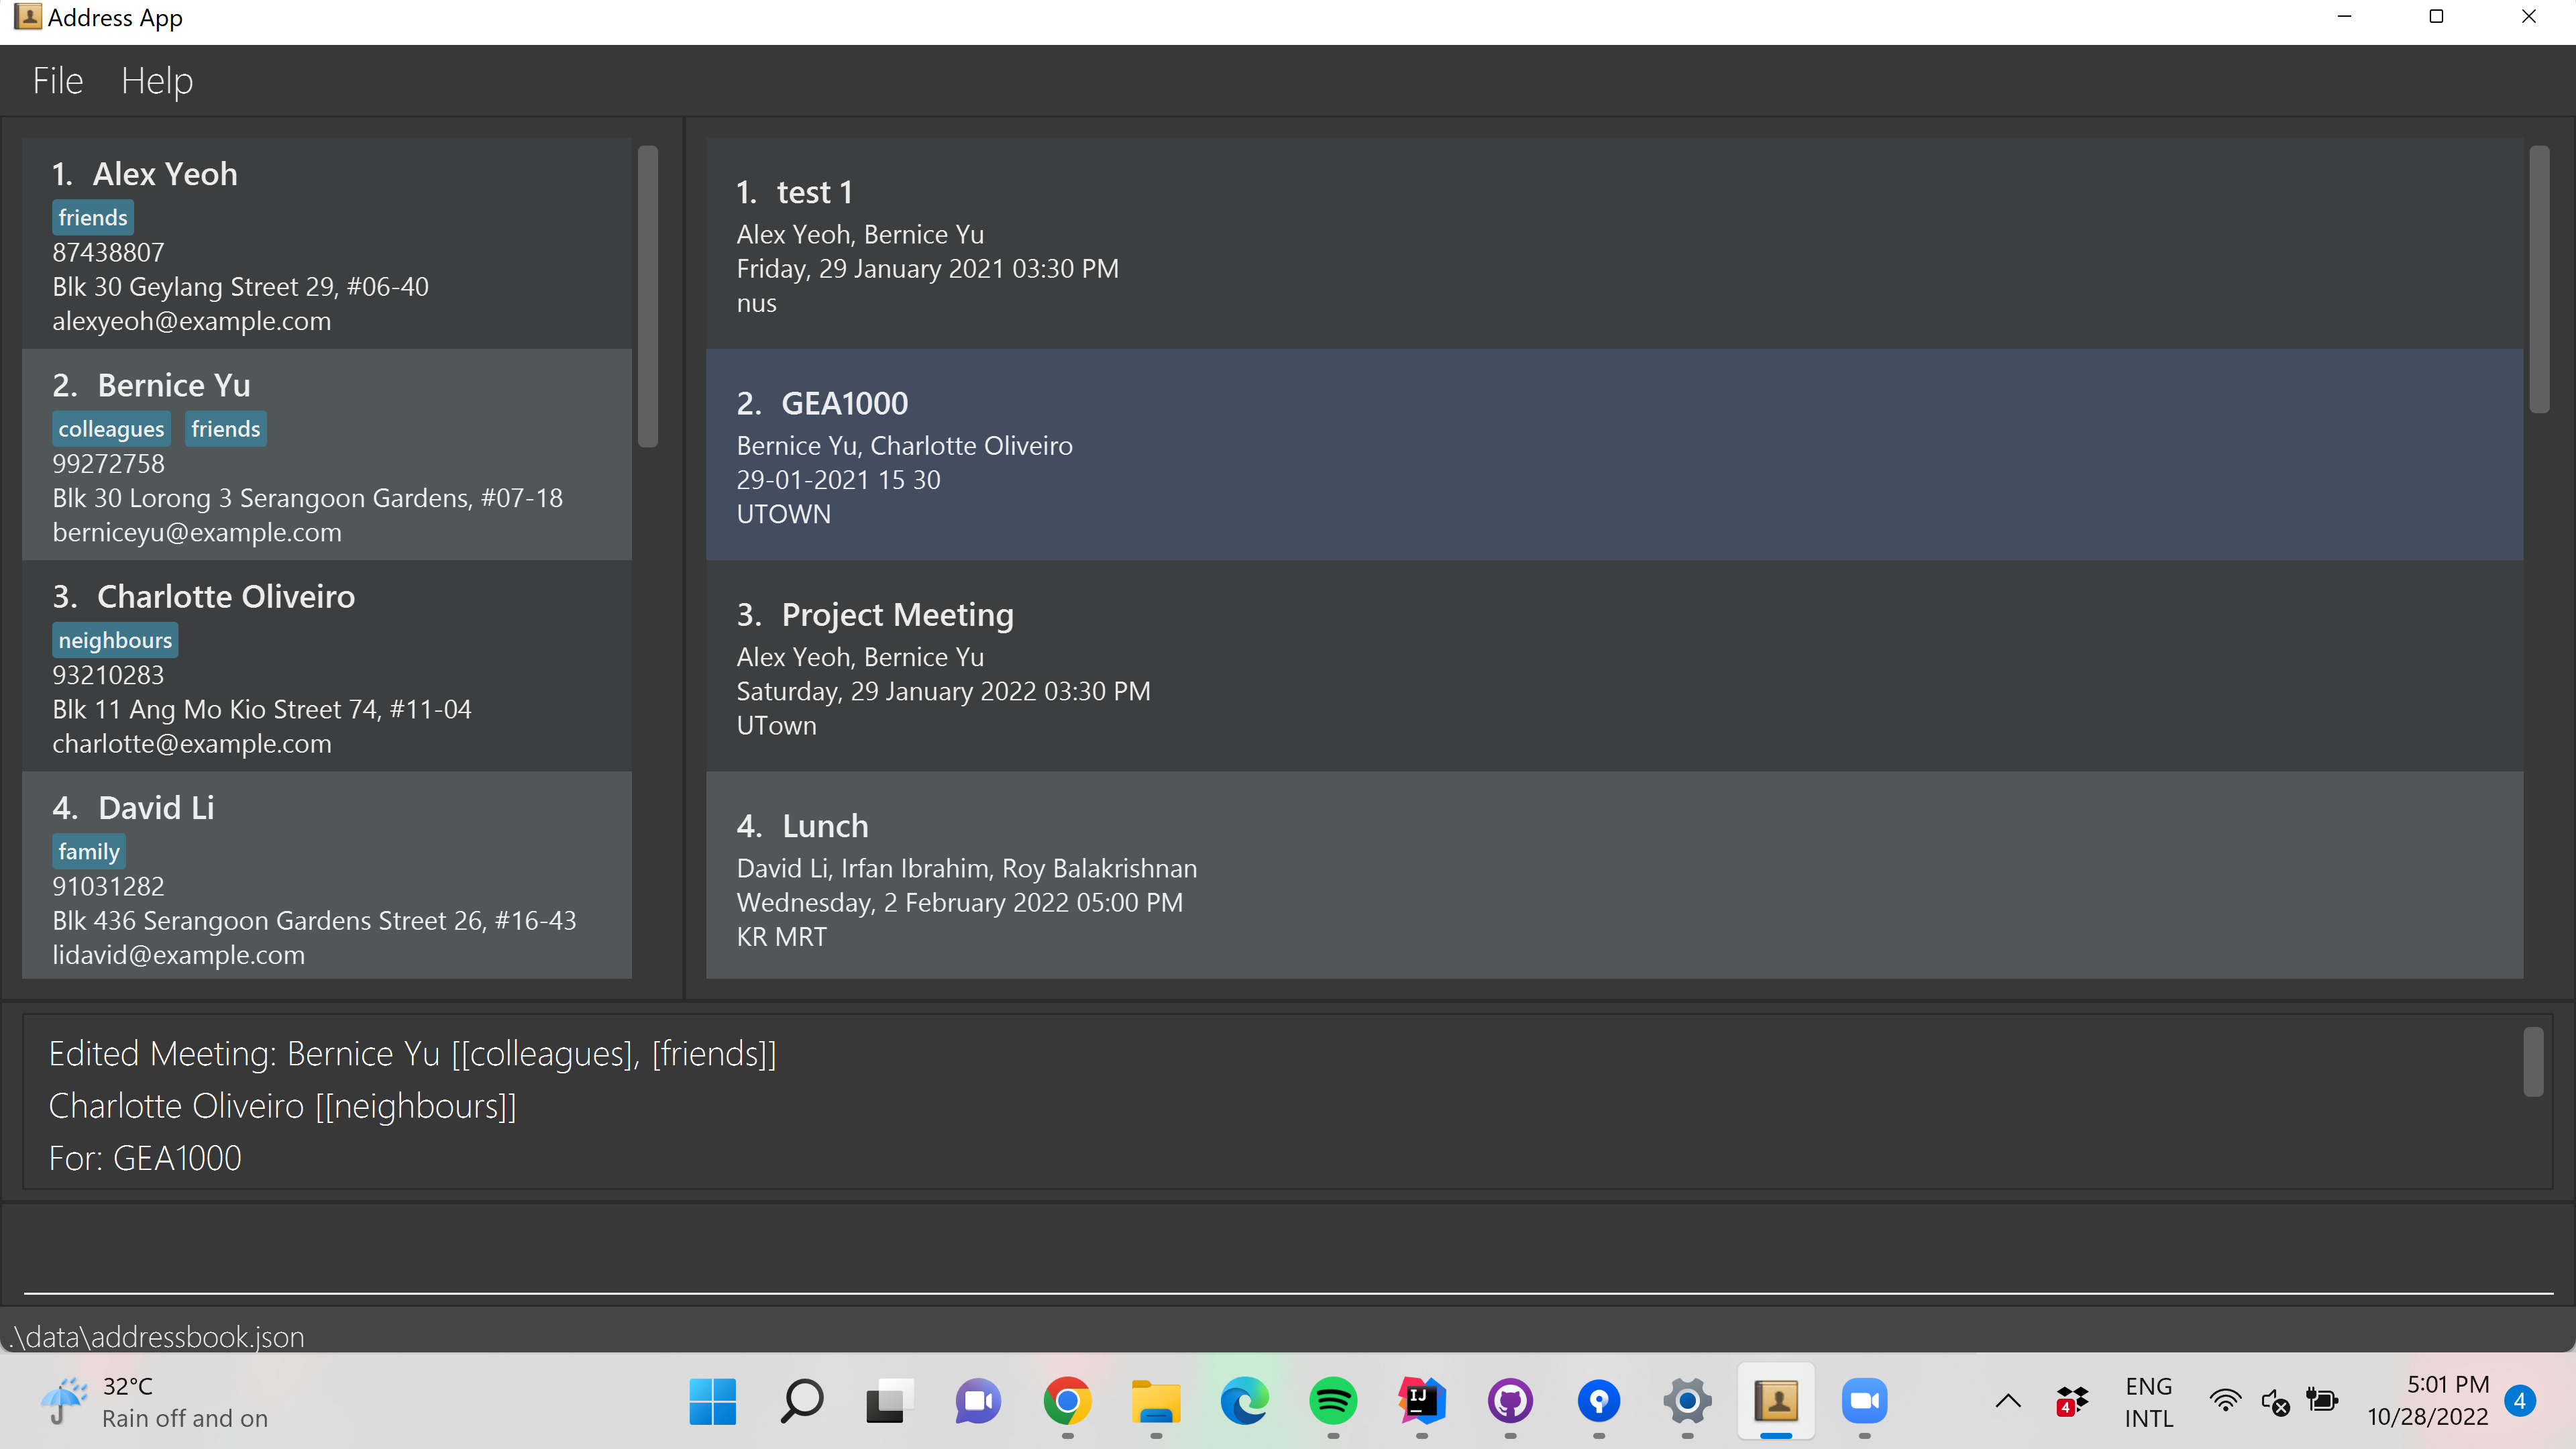 Address App
File Help
1. Alex Yeoh
friends
87438807
Blk 30 Geylang Street 29, #06-40
alexyeoh@example.com
2. Bernice Yu
colleagues friends
99272758
Blk 30 Lorong 3 Serangoon Gardens, #07-18
berniceyu@example.com
3. Charlotte Oliveiro
neighbours
93210283
Blk 11 Ang Mo Kio Street 74, #11-04
charlotte@example.com
4. David Li
family
91031282
Blk 436 Serangoon Gardens Street 26, #16-43
lidavid@example.com
1. test 1
Alex Yeoh, Bernice Yu
Friday, 29 January 2021 03:30 PM
nus
2. GEA1000
Bernice Yu, Charlotte Oliveiro
29-01-2021 15 30
UTOWN
3. Project Meeting
Alex Yeoh, Bernice Yu
Saturday, 29 January 2022 03:30 PM
UTown
4. Lunch
David Li, Irfan Ibrahim, Roy Balakrishnan
Wednesday, 2 February 2022 05:00 PM
KR MRT
Edited Meeting: Bernice Yu [[colleagues], [friends]]
Charlotte Oliveiro [[neighbours]]
For: GEA1000
.\data\addressbook.json
32°C
Rain off and on
IJ
4
ENG
INTL
5:01 PM
10/28/2022
4